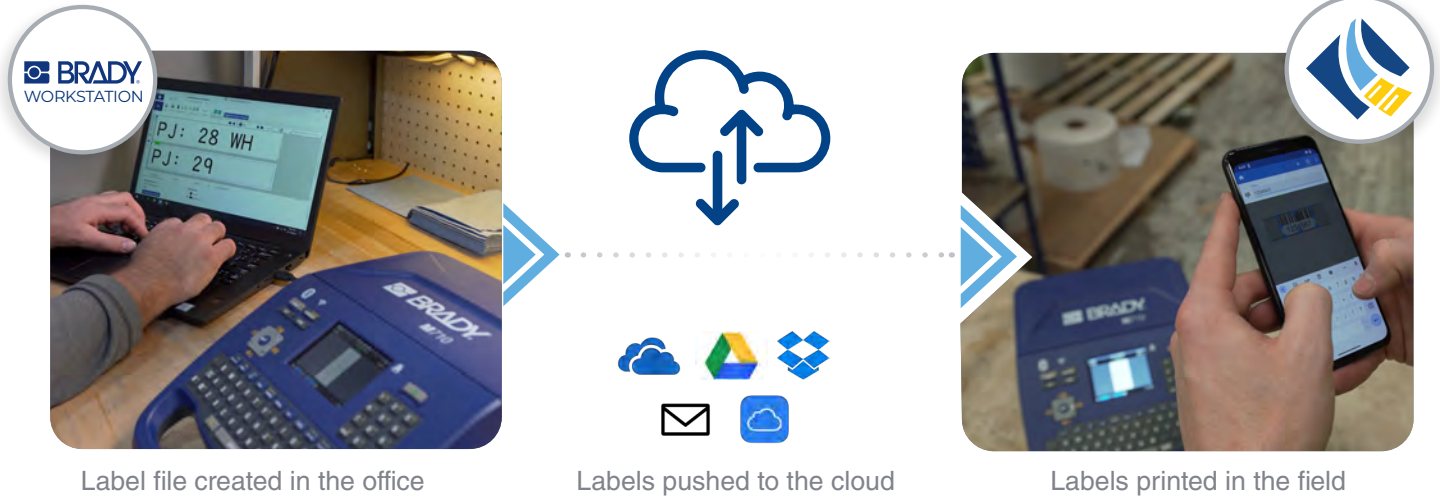 BRADY
WORKSTATION
PJ: 28 WH
PJ: 29
BRADY
M710
BRADY
M710
Label file created in the office
Labels pushed to the cloud
Labels printed in the field